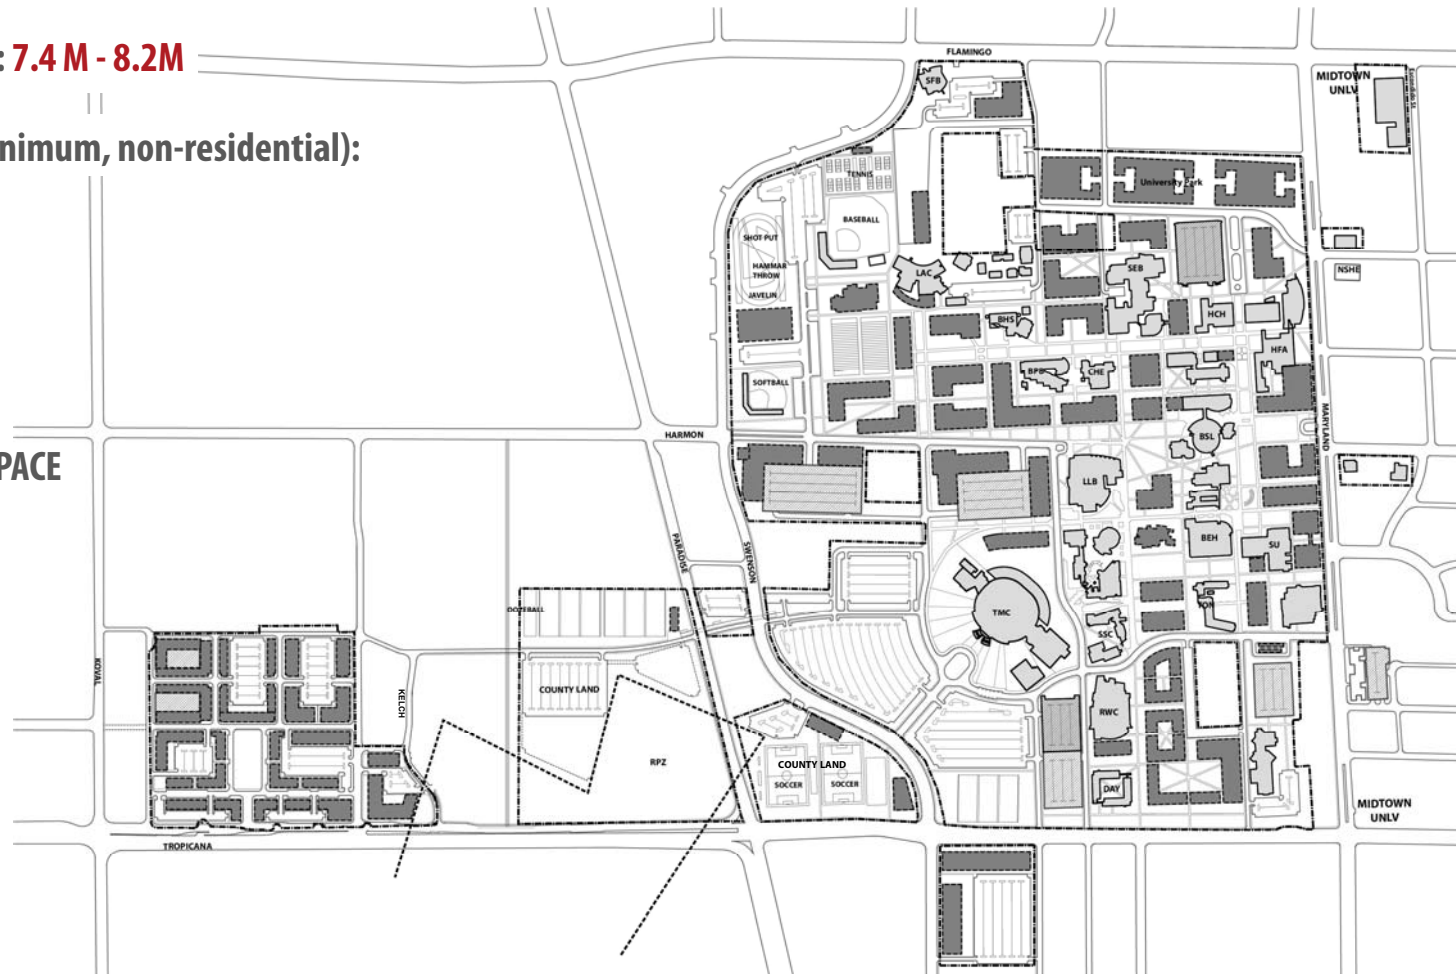 : 7.4 M - 8.2M
nimum, non-residential):
PACE
FLAMINGO
SFB
MIDTOWN
UNLV
TENNIS
University Park
BASEBALL
SHOT PUT
HAMMAR
THROW
JAVELIN
LAC
SEB
NSHE
BHS
HCH
HFA
BPB
CHE
SOFTBALL
MARYLAND
HARMON
BSL
LLB
PARADISE
SWENSON
BEH
SU
DOZEBALL
TMC
TON
SSC
KOVAL
KELCH
COUNTY LAND
RWC
RPZ
COUNTY LAND
SOCCER
SOCCER
DAY
MIDTOWN
UNLV
TROPICANA